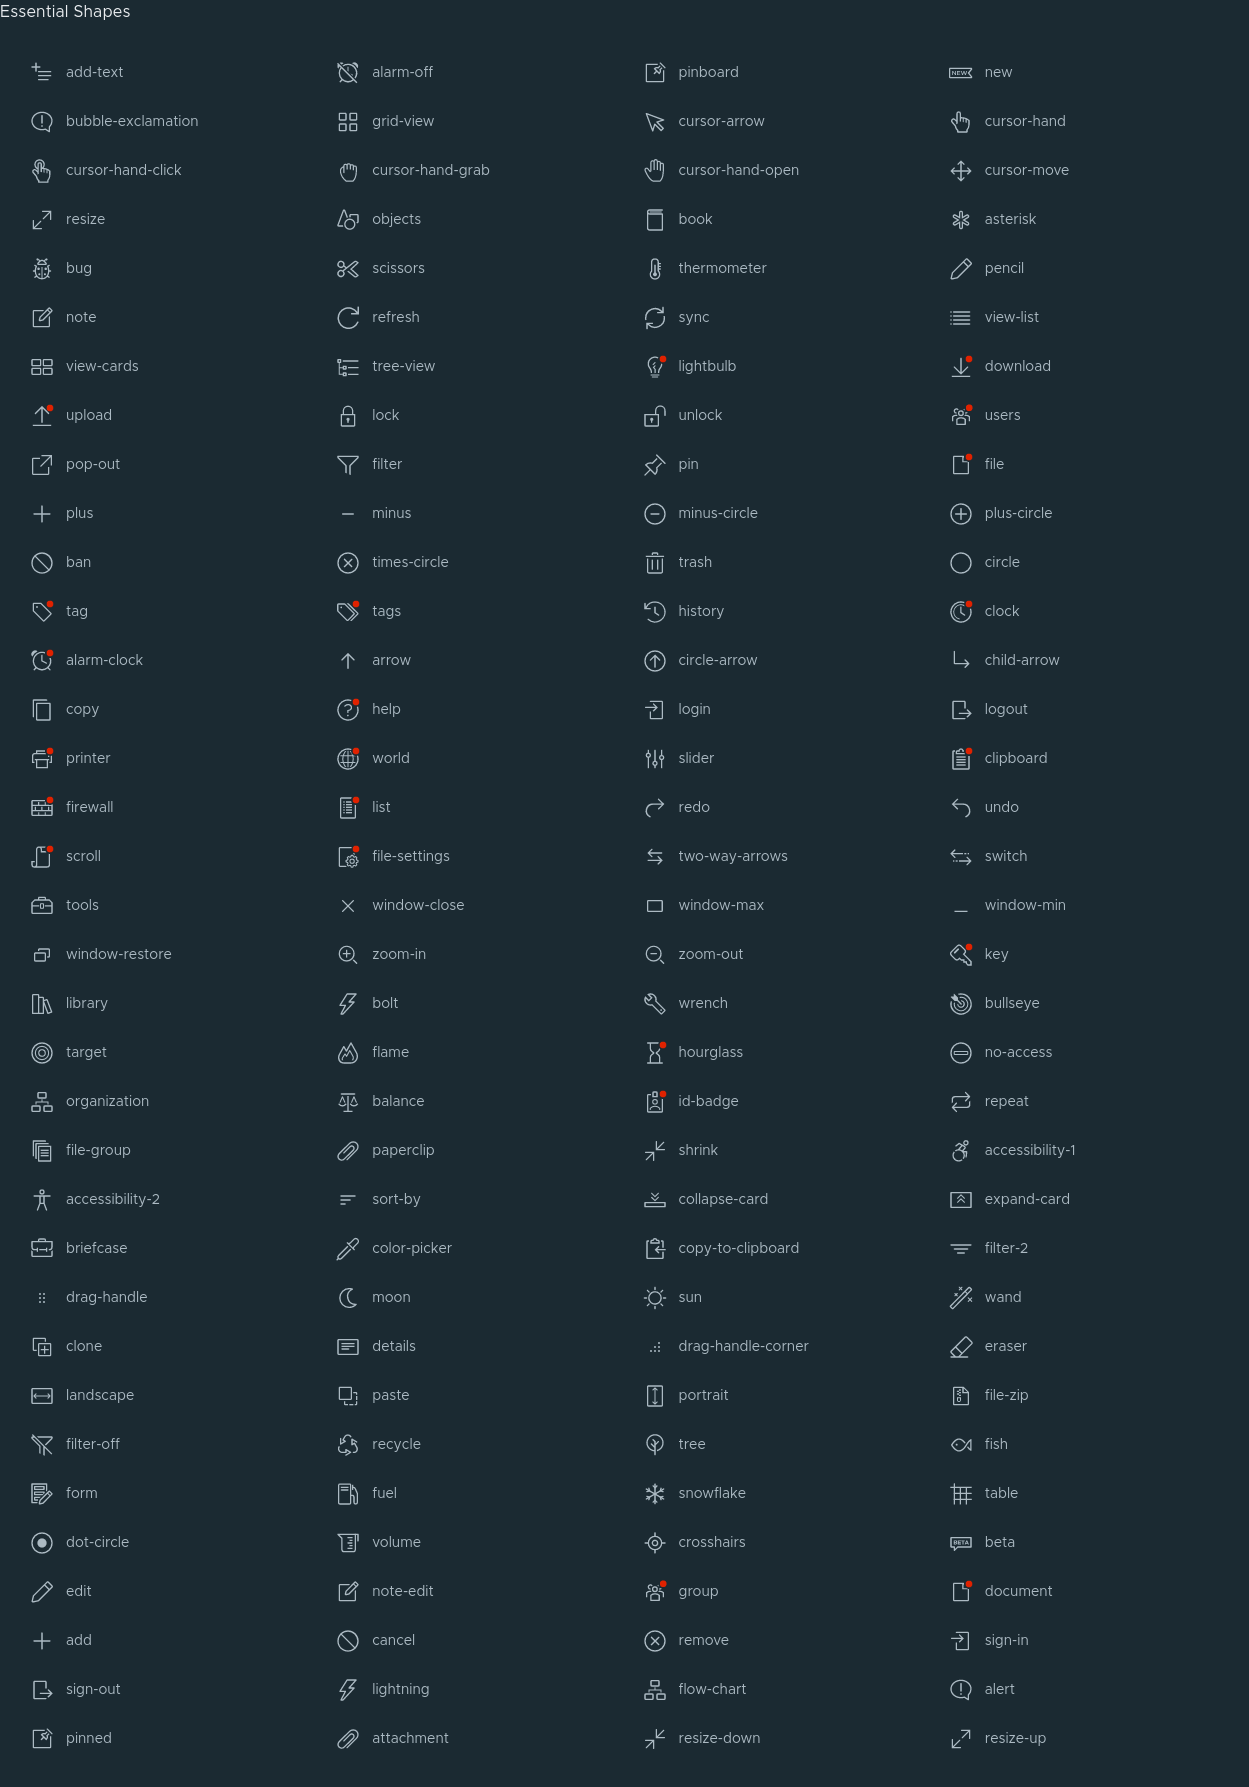 Essential Shapes
add-text alarm-off pinboard NEW new
bubble-exclamation grid-view cursor-arrow cursor-hand
cursor-hand-click cursor-hand-grab cursor-hand-open cursor-move
resize objects book asterisk
bug scissors thermometer pencil
note refresh sync view-list
view-cards tree-view lightbulb download
upload lock unlock users
pop-out filter pin file
plus minus minus-circle plus-circle
ban times-circle trash circle
tag tags history clock
alarm-clock arrow circle-arrow child-arrow
copy help login logout
printer world slider clipboard
firewall list redo undo
scroll file-settings two-way-arrows switch
tools window-close window-max window-min
window-restore zoom-in zoom-out key
library bolt wrench bullseye
target flame hourglass no-access
organization balance id-badge repeat
file-group paperclip shrink accessibility-1
accessibility-2 sort-by collapse-card expand-card
briefcase color-picker copy-to-clipboard filter-2
drag-handle moon sun wand
clone details drag-handle-corner eraser
landscape paste portrait file-zip
filter-off recycle tree fish
form fuel snowflake table
dot-circle volume crosshairs BETA beta
edit note-edit group document
add cancel remove sign-in
sign-out lightning flow-chart alert
pinned attachment resize-down resize-up